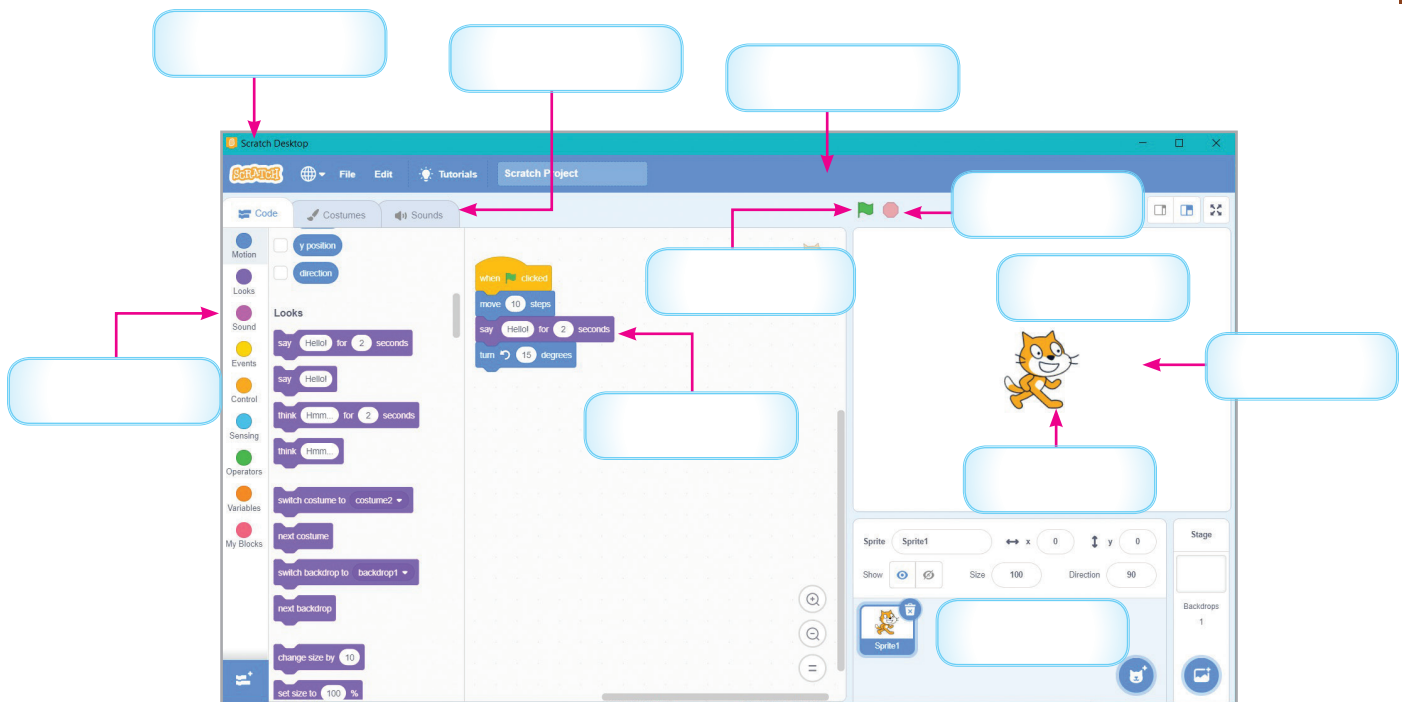 Scratch Desktop
SCRATCH File Edit Tutorials Scratch Project
Code Costumes Sounds
Motion
Looks
Sound
Events
Control
Sensing
Operators
Variables
My Blocks
y position
direction
Looks
say Hello! for 2 seconds
say Hello!
think Hmm... for 2 seconds
think Hmm...
switch costume to costume2
next costume
switch backdrop to backdrop1
next backdrop
change size by 10
set size to 100 %
when clicked
move 10 steps
say Hello! for 2 seconds
turn 15 degrees
Sprite Sprite1 x 0 y 0
Show Size 100 Direction 90
Sprite1
Stage
Backdrops
1